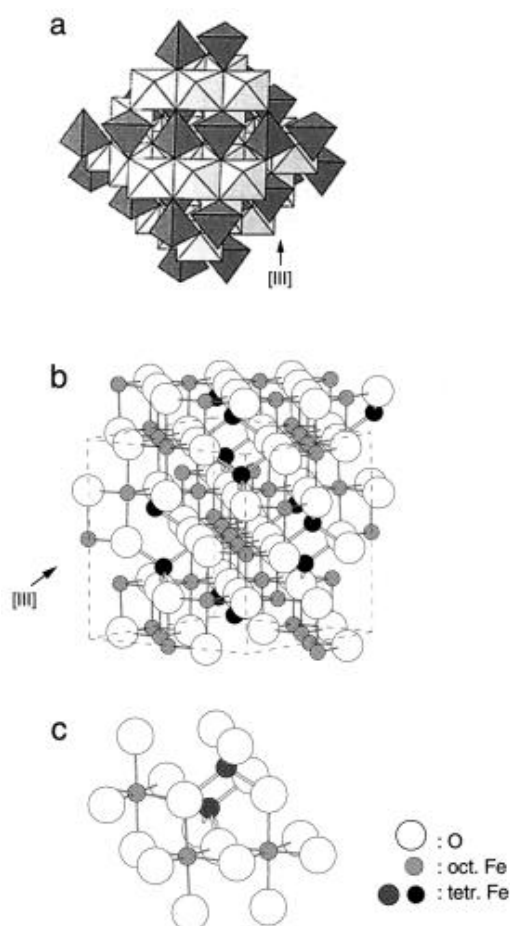 a
[III]
b
[III]
c
: O
: oct. Fe
: tetr. Fe